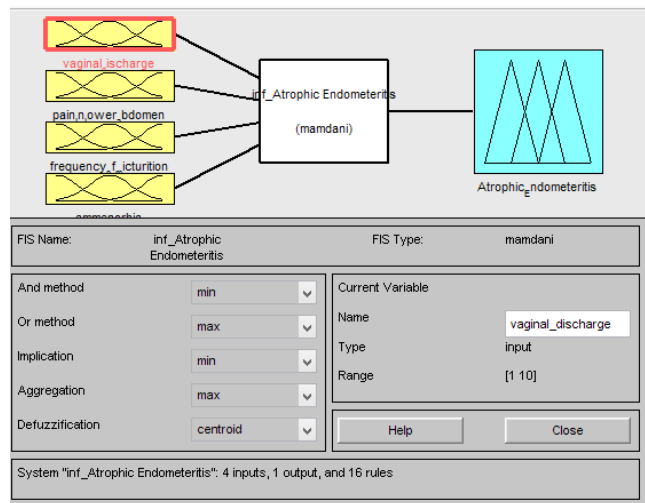 vaginal_ischarge
pain,n,ower_bdomen
frequency_f_icturition
inf_Atrophic Endometeritis
(mamdani)
Atrophic_Endometeritis
FIS Name:
inf_Atrophic
Endometeritis
FIS Type:
mamdani
And method
min
Or method
max
Implication
min
Aggregation
max
Defuzzification
centroid
Current Variable
Name
vaginal_discharge
Type
input
Range
[1 10]
Help
Close
System "inf_Atrophic Endometeritis": 4 inputs, 1 output, and 16 rules